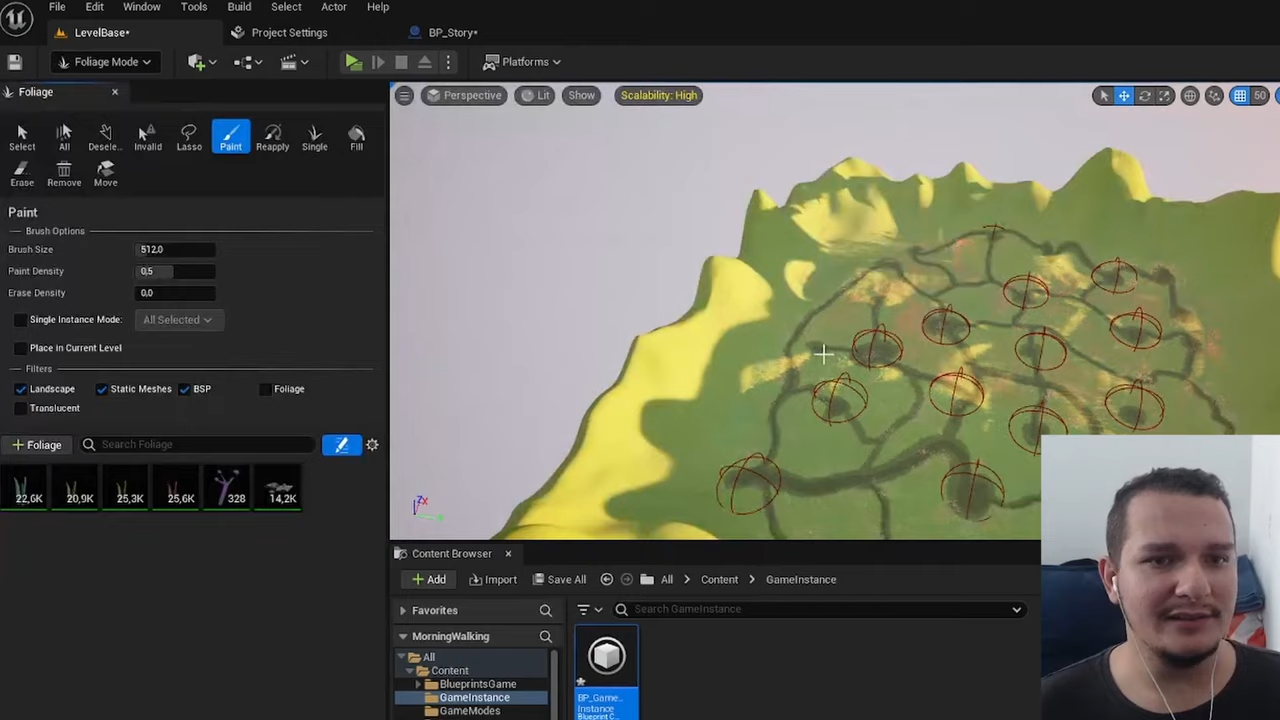 File Edit Window Tools Build Select Actor Help
LevelBase* Project Settings BP_Story*
Foliage Mode Platforms
Foliage Perspective Lit Show Scalability: High 50
Select All Desele... Invalid Lasso Paint Reapply Single Fill
Erase Remove Move
Paint
Brush Options
Brush Size 512,0
Paint Density 0,5
Erase Density 0,0
Single Instance Mode: All Selected
Place in Current Level
Filters
Landscape Static Meshes BSP Foliage
Translucent
+ Foliage Search Foliage
22,6K 20,9K 25,3K 25,6K 328 14,2K
Content Browser
+ Add Import Save All All > Content > GameInstance
Favorites Search GameInstance
MorningWalking
All
Content
BlueprintsGame
GameInstance
GameModes
BP_Game...
Instance
Blueprint C...